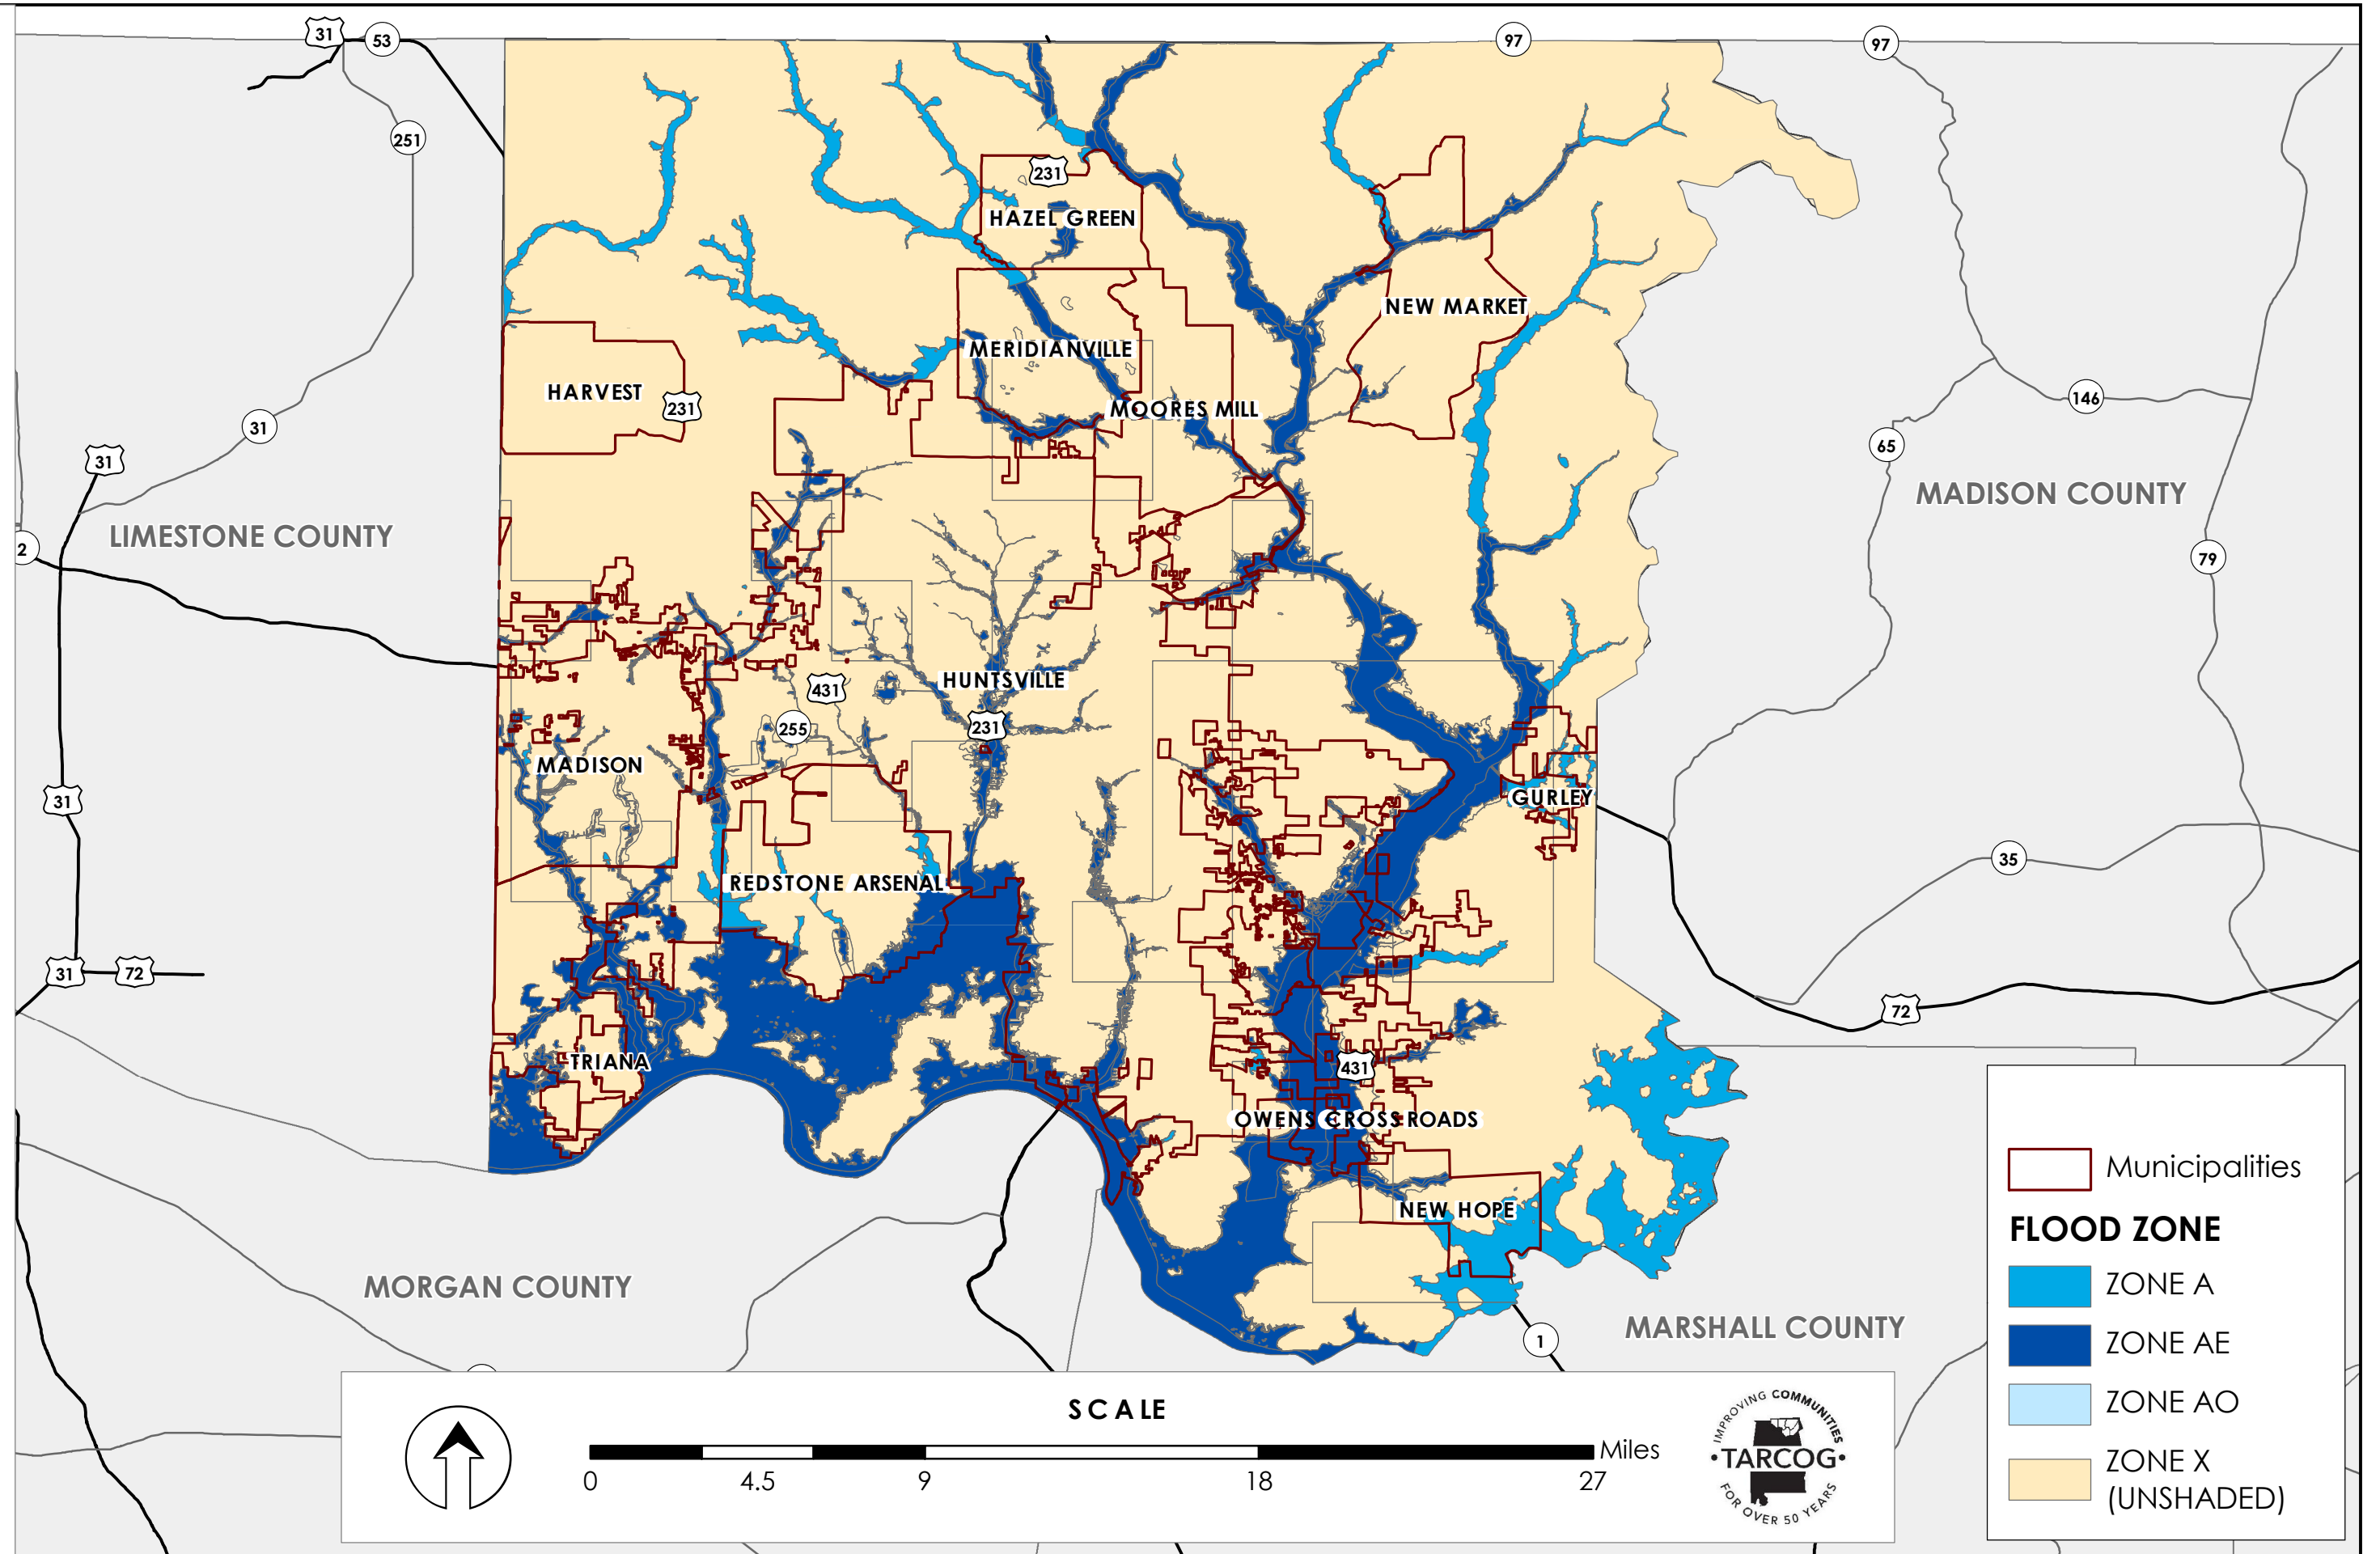 31
53
97
97
251
231
HAZEL GREEN
NEW MARKET
MERIDIANVILLE
HARVEST
231
MOORES MILL
146
31
65
31
MADISON COUNTY
LIMESTONE COUNTY
2
79
HUNTSVILLE
431
231
255
MADISON
31
GURLEY
35
REDSTONE ARSENAL
31
72
72
TRIANA
431
OWENS CROSS ROADS
NEW HOPE
MORGAN COUNTY
MARSHALL COUNTY
1
Municipalities
FLOOD ZONE
ZONE A
ZONE AE
ZONE AO
ZONE X
(UNSHADED)
SCALE
Miles
0
4.5
9
18
27
IMPROVING COMMUNITIES
•TARCOG•
FOR OVER 50 YEARS